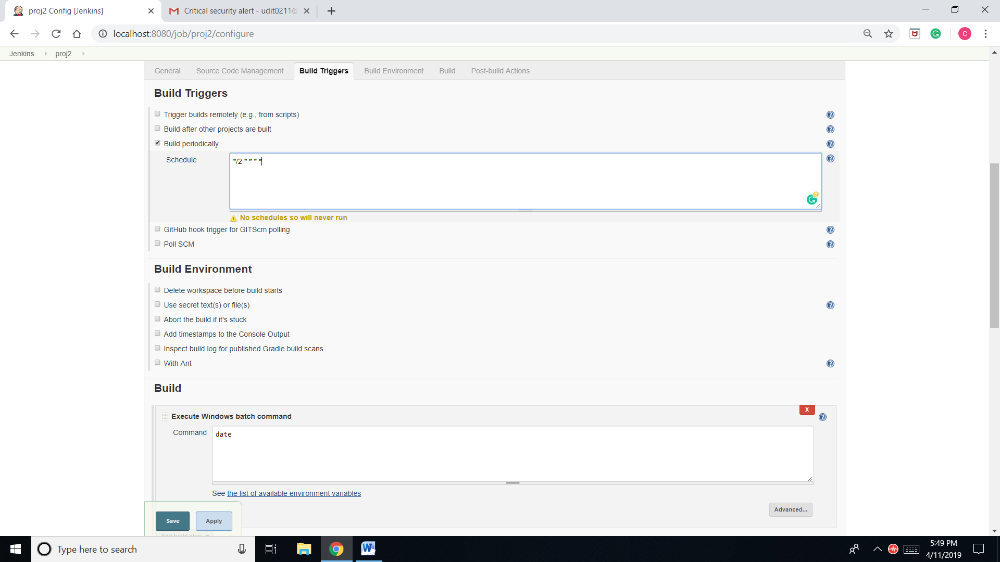 proj2 Config [Jenkins]
Critical security alert - udit0211@
localhost:8080/job/proj2/configure
C
Jenkins
proj2
General
Source Code Management
Build Triggers
Build Environment
Build
Post-build Actions
Build Triggers
Trigger builds remotely (e.g., from scripts)
Build after other projects are built
Build periodically
Schedule
*/2 * * * *
No schedules so will never run
GitHub hook trigger for GITScm polling
Poll SCM
Build Environment
Delete workspace before build starts
Use secret text(s) or file(s)
Abort the build if it's stuck
Add timestamps to the Console Output
Inspect build log for published Gradle build scans
With Ant
Build
X
Execute Windows batch command
Command
date
See the list of available environment variables
Advanced...
Save
Apply
Add build step
Type here to search
5:49 PM
4/11/2019